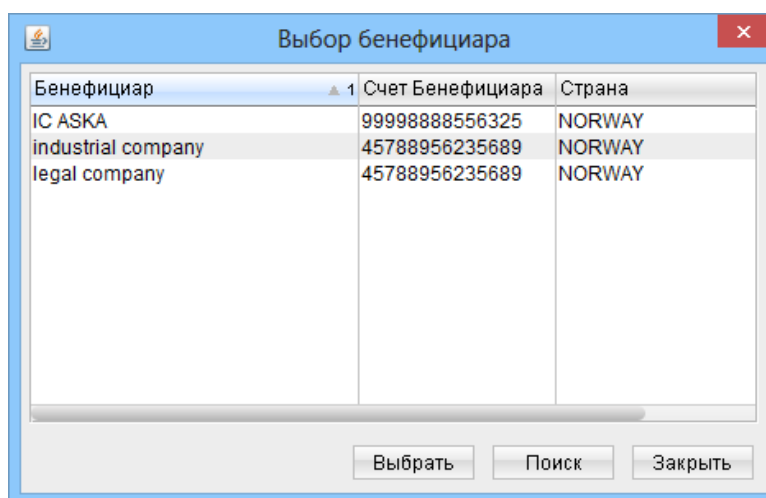 Выбор бенефициара
Бенефициар 1 Счет Бенефициара Страна
IC ASKA 99998888556325 NORWAY
industrial company 45788956235689 NORWAY
legal company 45788956235689 NORWAY
Выбрать Поиск Закрыть